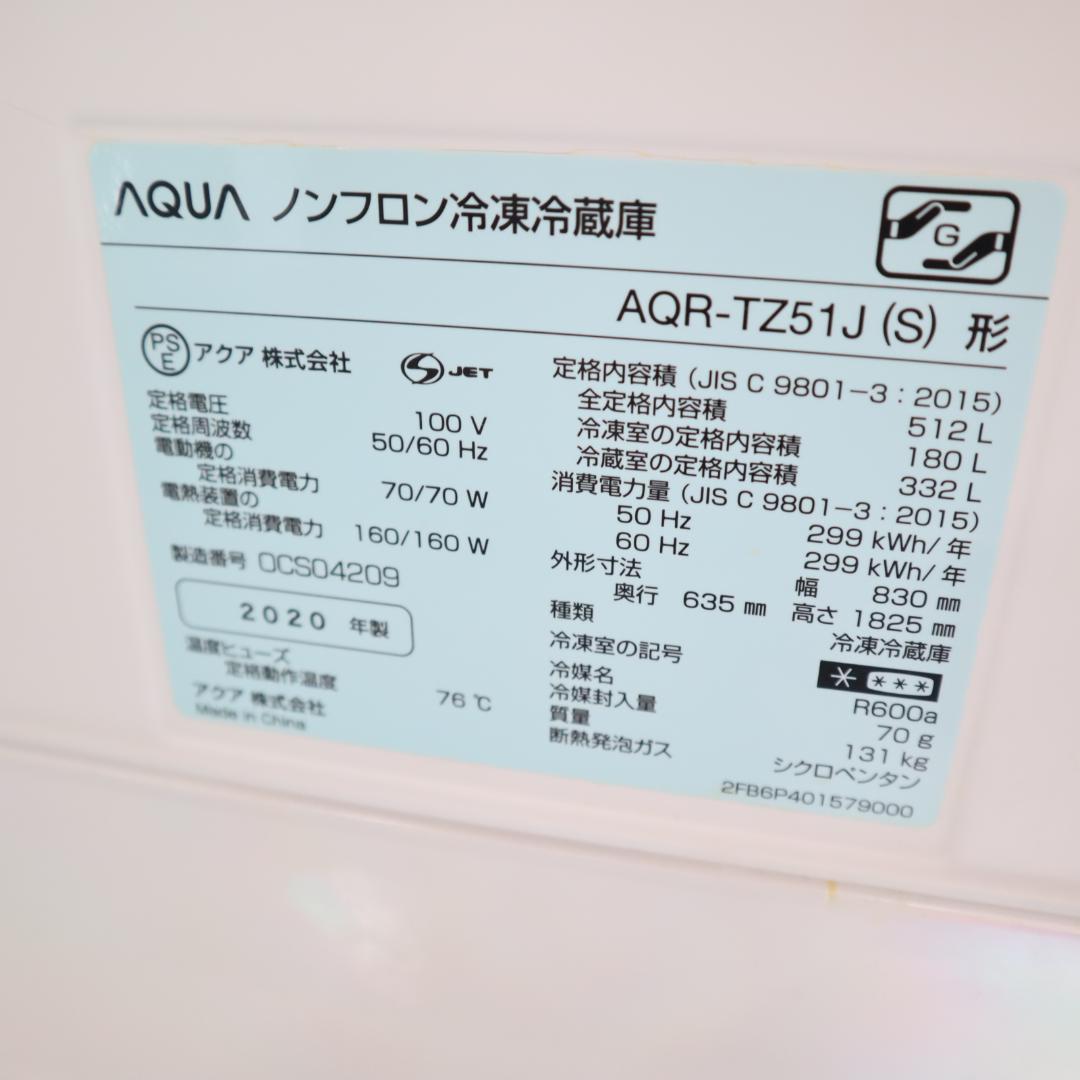 AQUA ノンフロン冷凍冷蔵庫
G
AQR-TZ51J (S) 形
PSE アクア 株式会社
S JET
定格電圧 100 V
定格周波数 50/60 Hz
電動機の
定格消費電力 70/70 W
電熱装置の
定格消費電力 160/160 W
製造番号 0CS04209
2020 年製
温度ヒューズ
定格動作温度 76 ℃
アクア 株式会社
Made in China
定格内容積 (JIS C 9801-3 : 2015)
全定格内容積 512 L
冷凍室の定格内容積 180 L
冷蔵室の定格内容積 332 L
消費電力量 (JIS C 9801-3 : 2015)
50 Hz 299 kWh/年
60 Hz 299 kWh/年
外形寸法 幅 830 mm
奥行 635 mm 高さ 1825 mm
種類 冷凍冷蔵庫
冷凍室の記号 * ***
冷媒名 R600a
冷媒封入量 70 g
質量 131 kg
断熱発泡ガス シクロペンタン
2FB6P401579000